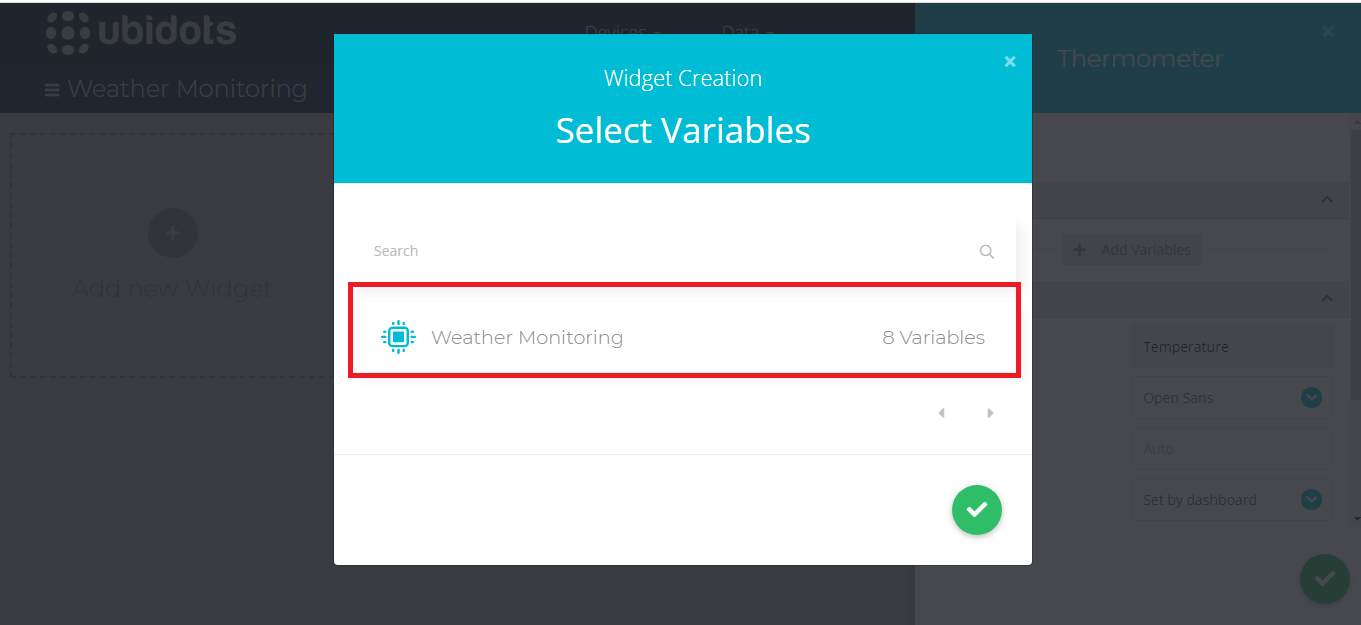 ubidots
Devices
Data
Weather Monitoring
Thermometer
Widget Creation
Select Variables
Search
Weather Monitoring
8 Variables
Add new Widget
Add Variables
Temperature
Open Sans
Auto
Set by dashboard